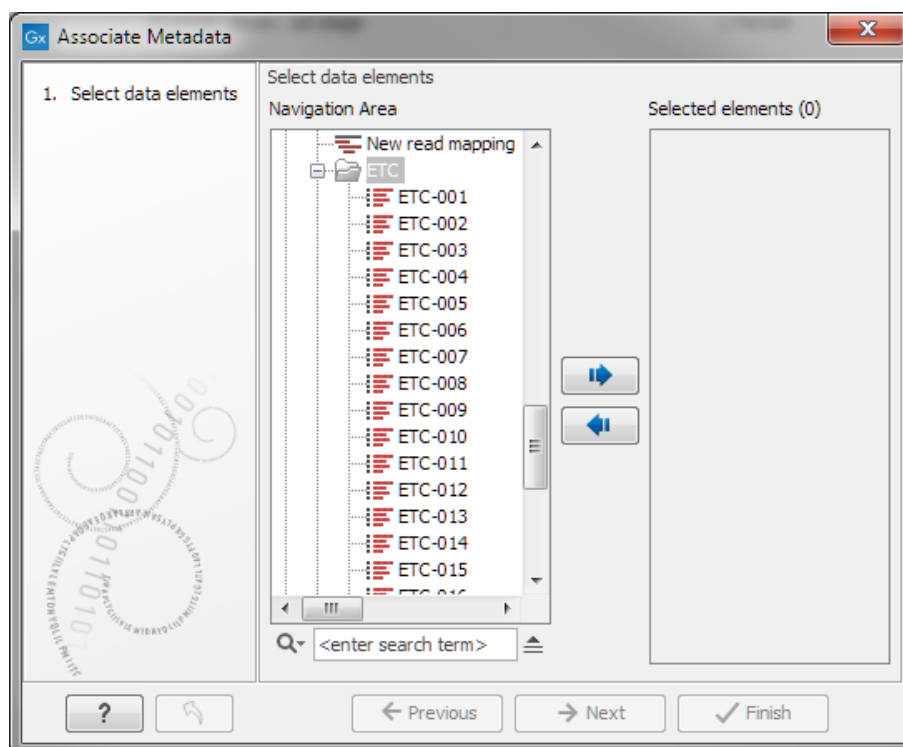 Gx Associate Metadata
1. Select data elements
Select data elements
Navigation Area
Selected elements (0)
New read mapping
ETC
ETC-001
ETC-002
ETC-003
ETC-004
ETC-005
ETC-006
ETC-007
ETC-008
ETC-009
ETC-010
ETC-011
ETC-012
ETC-013
ETC-014
ETC-015
<enter search term>
?
Previous
Next
Finish